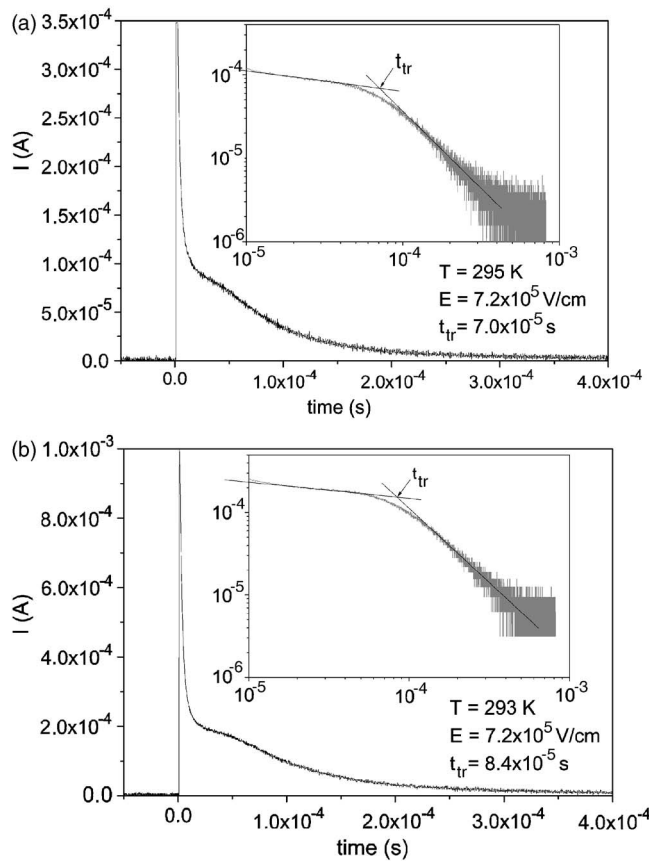 (a)
3.5x10⁻⁴
3.0x10⁻⁴
2.5x10⁻⁴
2.0x10⁻⁴
1.5x10⁻⁴
1.0x10⁻⁴
5.0x10⁻⁵
0.0
I (A)
10⁻⁴
10⁻⁵
10⁻⁶
t_tr
10⁻⁵ 10⁻⁴ 10⁻³
T = 295 K
E = 7.2x10⁵ V/cm
t_tr = 7.0x10⁻⁵ s
0.0 1.0x10⁻⁴ 2.0x10⁻⁴ 3.0x10⁻⁴ 4.0x10⁻⁴
time (s)
(b)
1.0x10⁻³
8.0x10⁻⁴
6.0x10⁻⁴
4.0x10⁻⁴
2.0x10⁻⁴
0.0
I (A)
10⁻⁴
10⁻⁵
10⁻⁶
t_tr
10⁻⁵ 10⁻⁴ 10⁻³
T = 293 K
E = 7.2x10⁵ V/cm
t_tr = 8.4x10⁻⁵ s
0.0 1.0x10⁻⁴ 2.0x10⁻⁴ 3.0x10⁻⁴ 4.0x10⁻⁴
time (s)